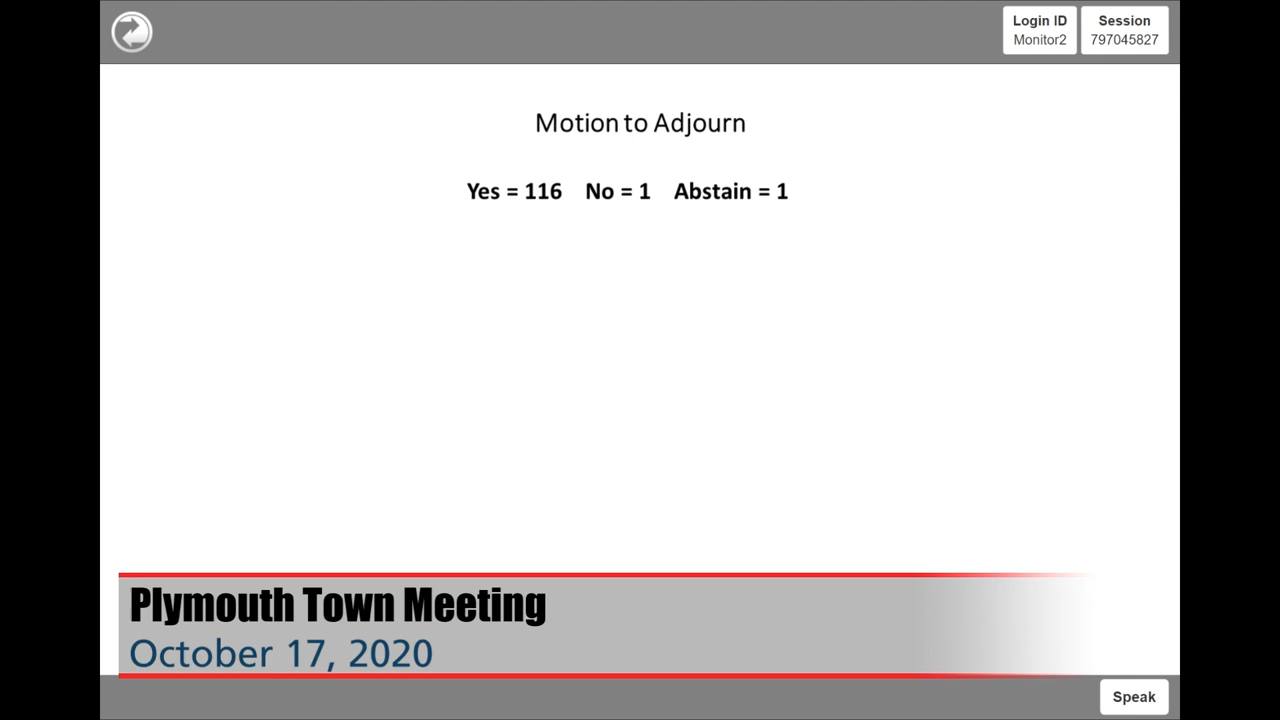 Login ID
Monitor2
Session
797045827
Motion to Adjourn
Yes = 116 No = 1 Abstain = 1
Plymouth Town Meeting
October 17, 2020
Speak